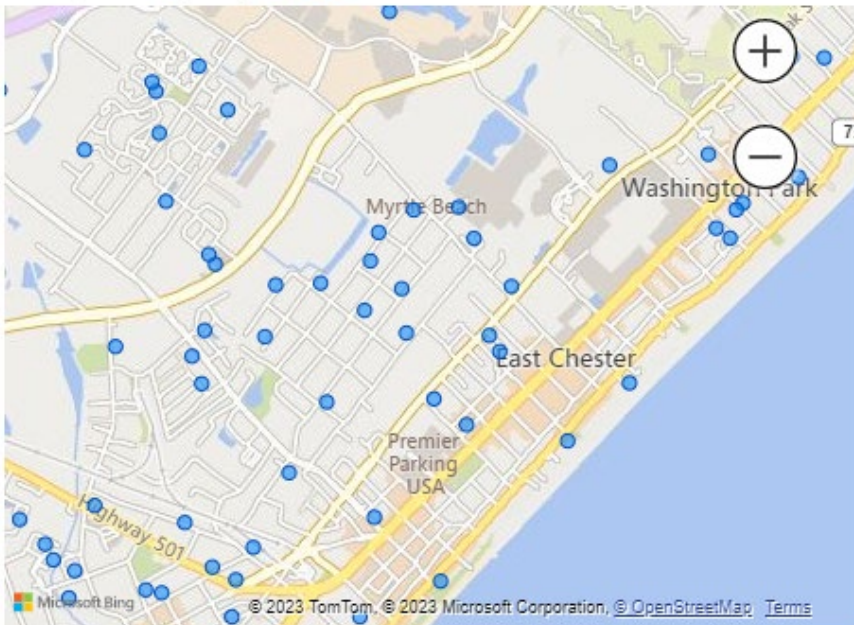 +
7
−
Washington Park
Myrtle Beach
East Chester
Premier
Parking
USA
Highway 501
Microsoft Bing
© 2023 TomTom, © 2023 Microsoft Corporation, © OpenStreetMap Terms